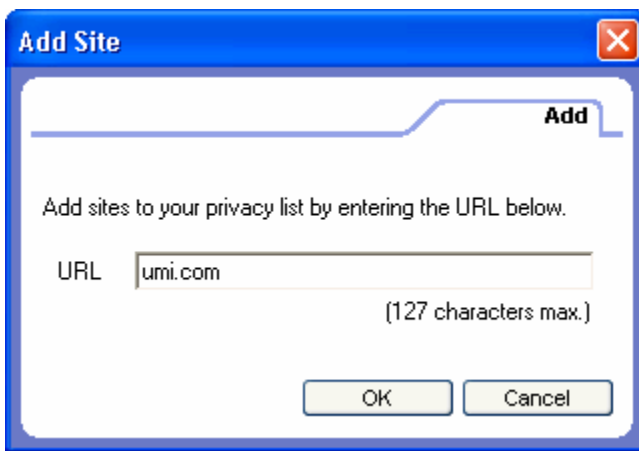 Add Site
Add
Add sites to your privacy list by entering the URL below.
URL umi.com
(127 characters max.)
OK Cancel